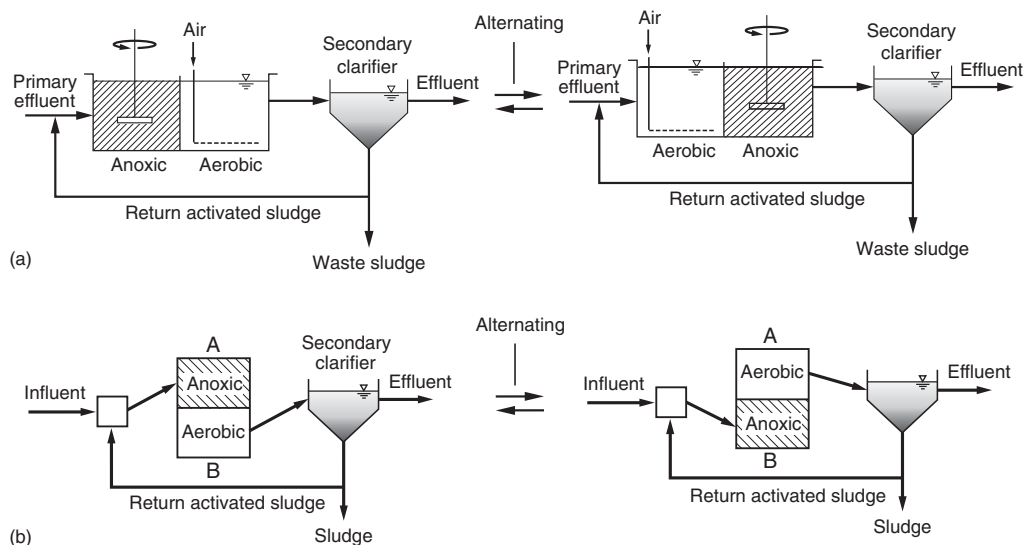 Air
Primary
effluent
Secondary
clarifier
Effluent
Anoxic
Aerobic
Return activated sludge
Waste sludge
(a)
Alternating
Air
Primary
effluent
Secondary
clarifier
Effluent
Aerobic
Anoxic
Return activated sludge
Waste sludge
Influent
A
Anoxic
Aerobic
B
Secondary
clarifier
Effluent
Return activated sludge
Sludge
(b)
Alternating
Influent
A
Aerobic
Anoxic
B
Effluent
Return activated sludge
Sludge